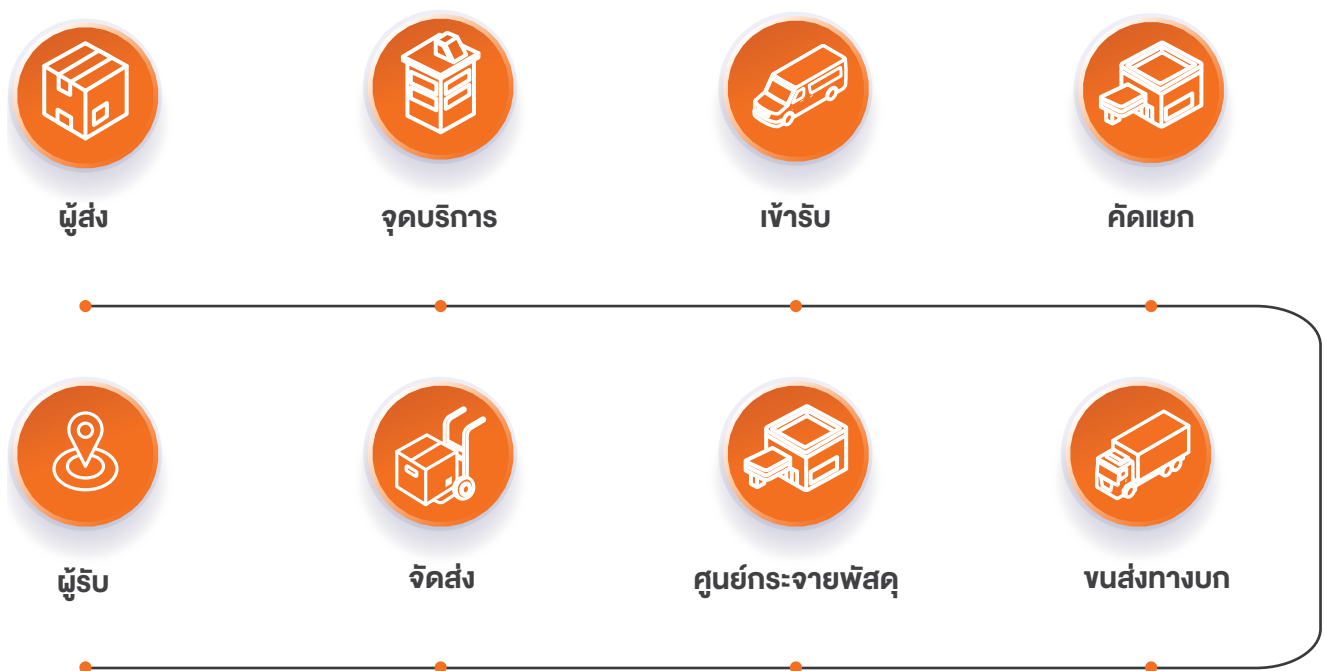 ผู้ส่ง
จุดบริการ
เข้ารับ
คัดแยก
ผู้รับ
จัดส่ง
ศูนย์กระจายพัสดุ
ขนส่งทางบก